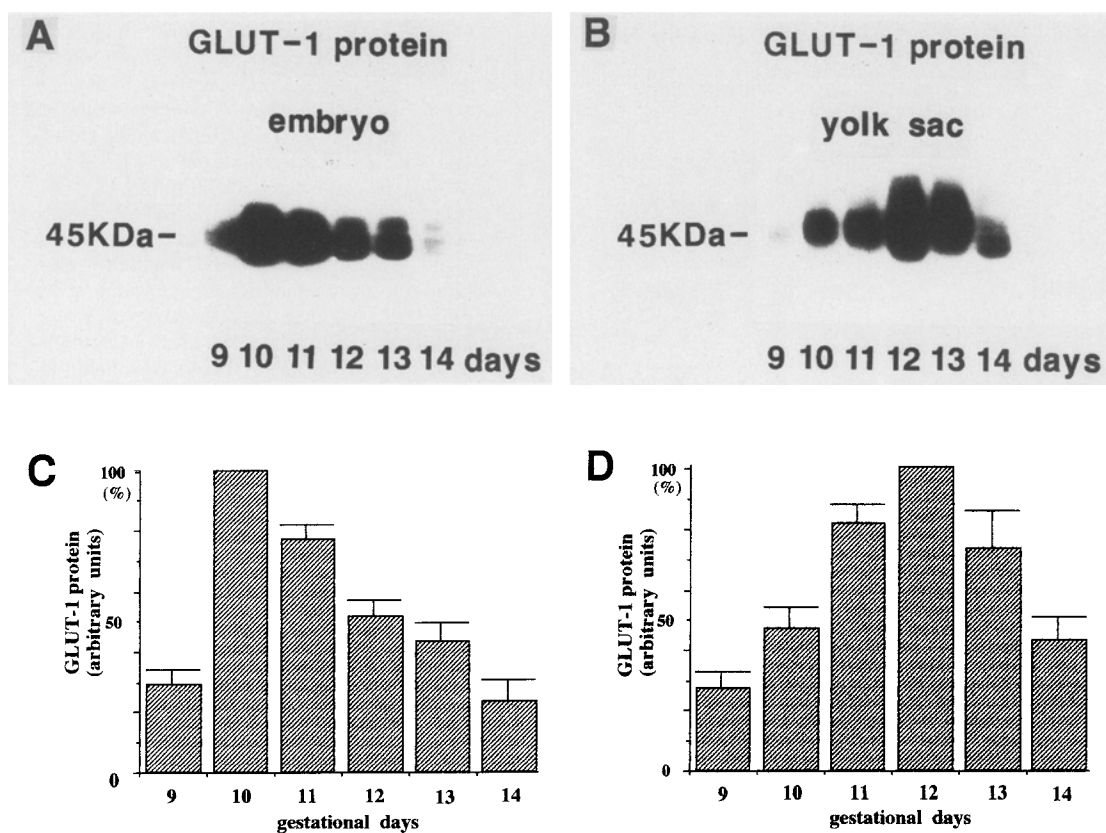 A
GLUT-1 protein
embryo
45KDa-
9 10 11 12 13 14 days
B
GLUT-1 protein
yolk sac
45KDa-
9 10 11 12 13 14 days
C
100
(%)
50
0
GLUT-1 protein
(arbitrary units)
9 10 11 12 13 14
gestational days
D
100
(%)
50
0
GLUT-1 protein
(arbitrary units)
9 10 11 12 13 14
gestational days